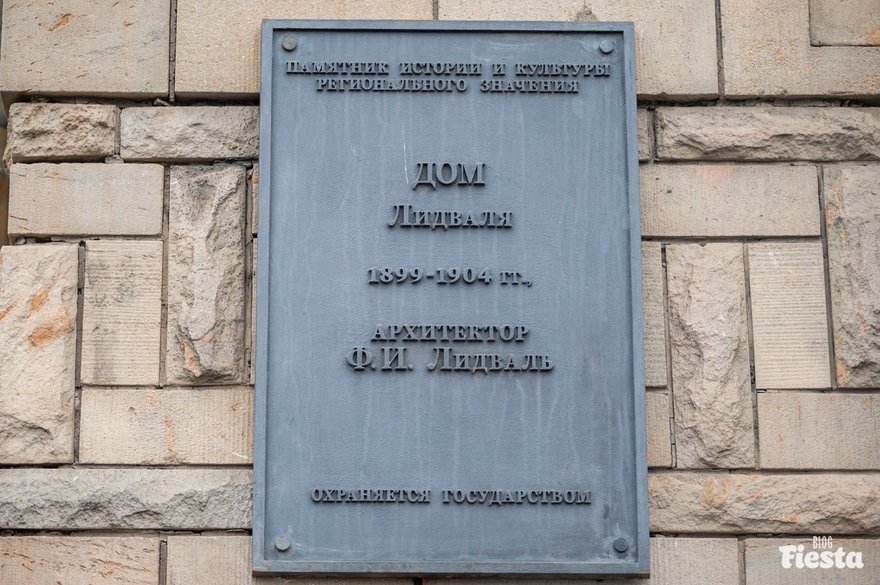 ПАМЯТНИК ИСТОРИИ И КУЛЬТУРЫ
РЕГИОНАЛЬНОГО ЗНАЧЕНИЯ
ДОМ
ЛИДВАЛЯ
1899-1904 ГГ.,
АРХИТЕКТОР
Ф.И. ЛИДВАЛЬ
ОХРАНЯЕТСЯ ГОСУДАРСТВОМ
BLOG
Fiesta